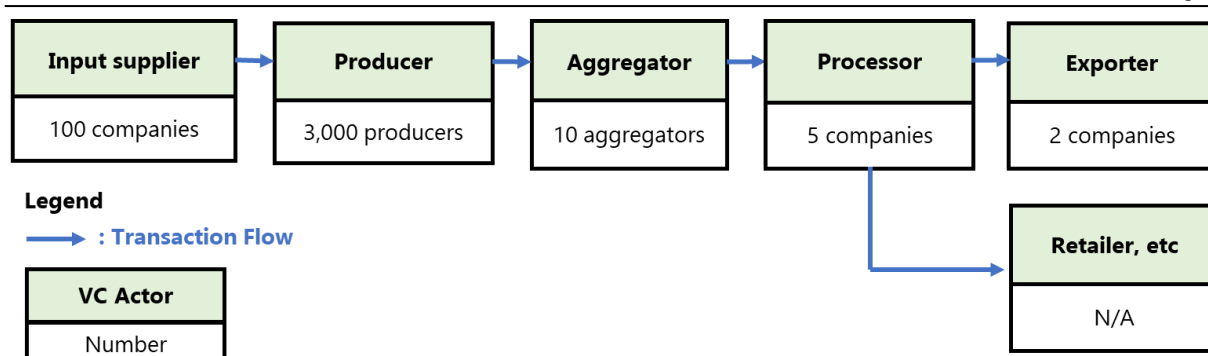 Input supplier
100 companies
Producer
3,000 producers
Aggregator
10 aggregators
Processor
5 companies
Exporter
2 companies
Legend
: Transaction Flow
VC Actor
Number
Retailer, etc
N/A